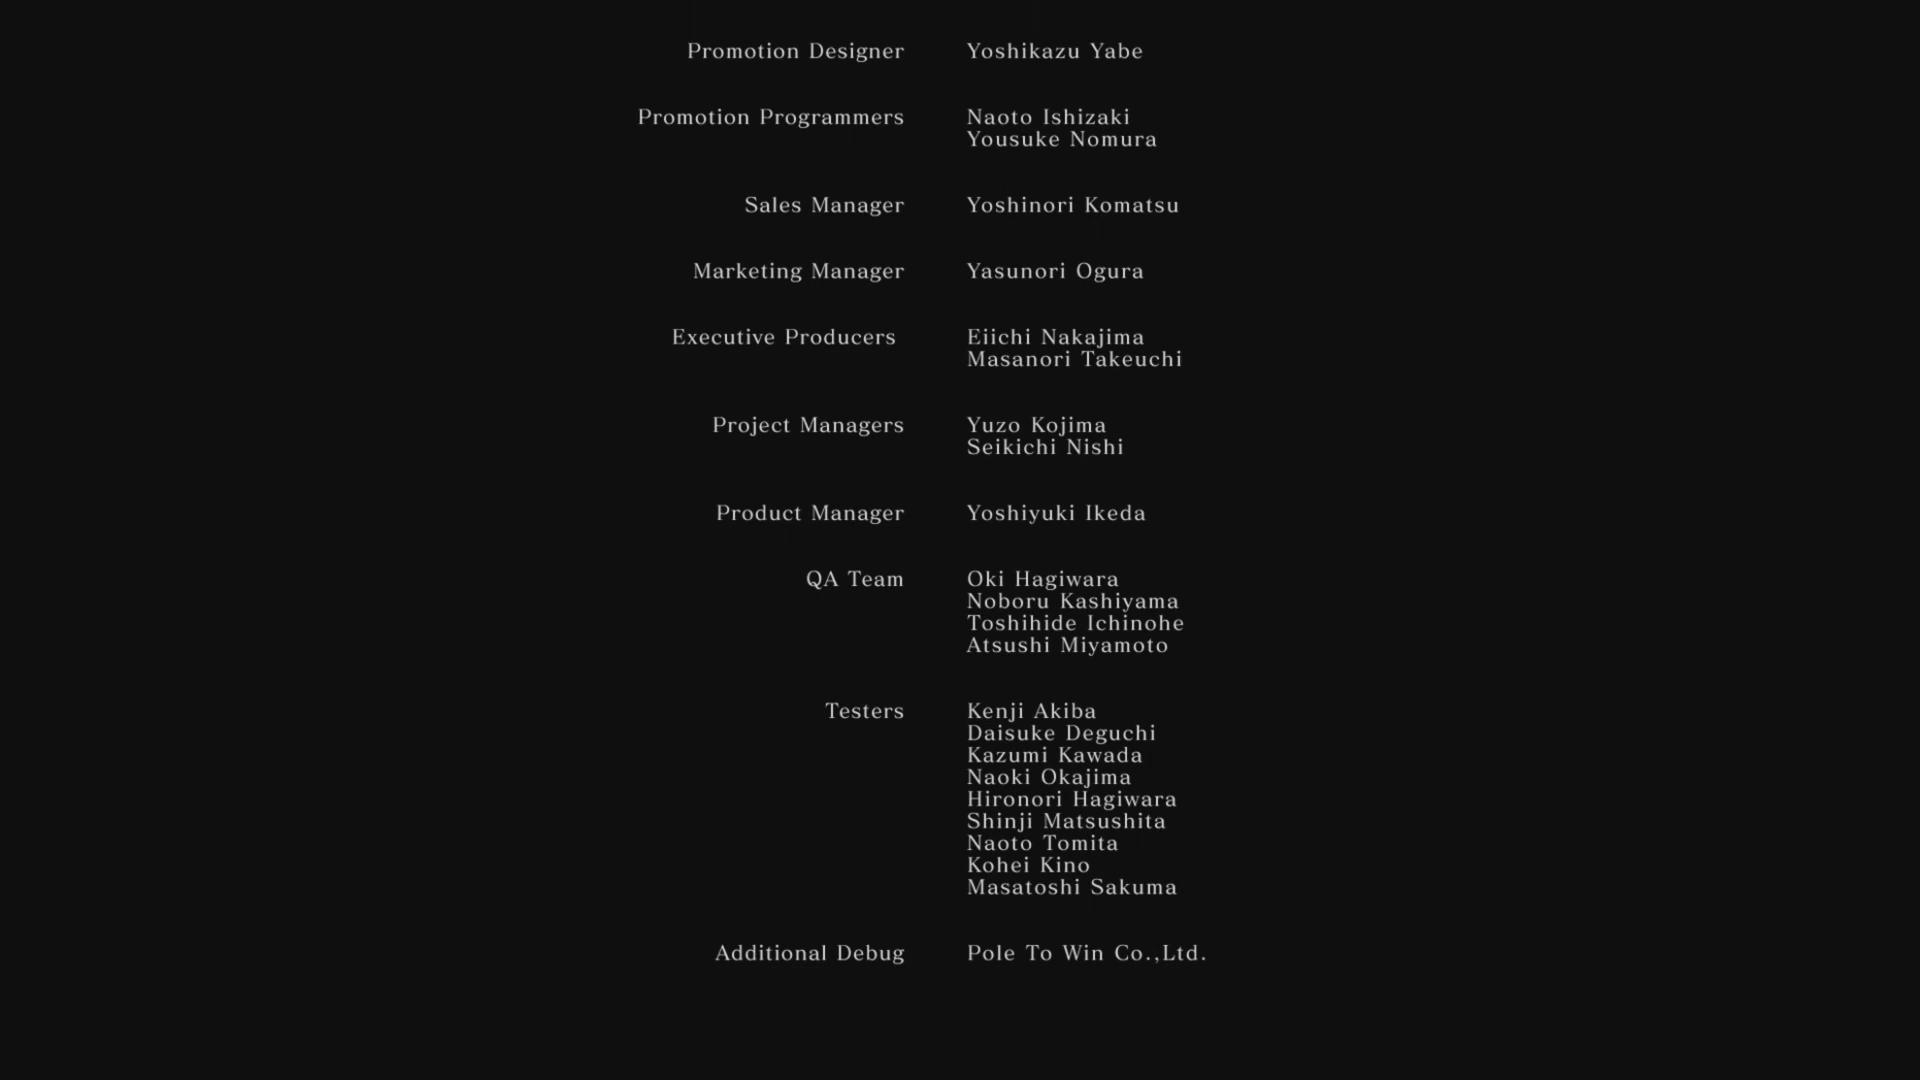 Promotion Designer Yoshikazu Yabe
Promotion Programmers Naoto Ishizaki
Yousuke Nomura
Sales Manager Yoshinori Komatsu
Marketing Manager Yasunori Ogura
Executive Producers Eiichi Nakajima
Masanori Takeuchi
Project Managers Yuzo Kojima
Seikichi Nishi
Product Manager Yoshiyuki Ikeda
QA Team Oki Hagiwara
Noboru Kashiyama
Toshihide Ichinohe
Atsushi Miyamoto
Testers Kenji Akiba
Daisuke Deguchi
Kazumi Kawada
Naoki Okajima
Hironori Hagiwara
Shinji Matsushita
Naoto Tomita
Kohei Kino
Masatoshi Sakuma
Additional Debug Pole To Win Co.,Ltd.